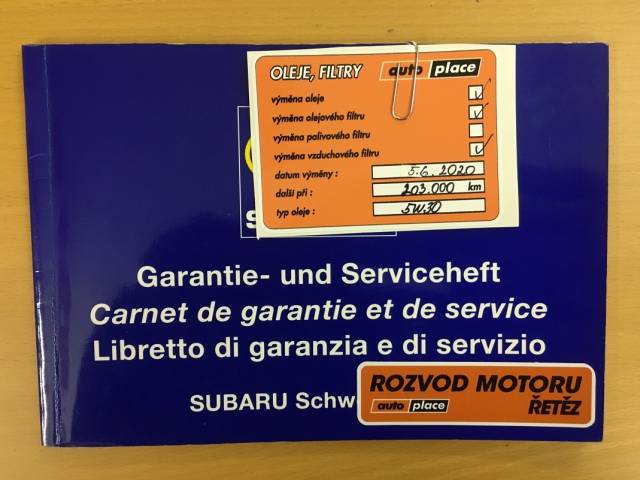 OLEJE, FILTRY auto place
výměna oleje
výměna olejového filtru
výměna palivového filtru
výměna vzduchového filtru
datum výměny : 5.6.2020
další při : 203.000 km
typ oleje : 5W30
S
Garantie- und Serviceheft
Carnet de garantie et de service
Libretto di garanzia e di servizio
SUBARU Schw
ROZVOD MOTORU
auto place ŘETĚZ